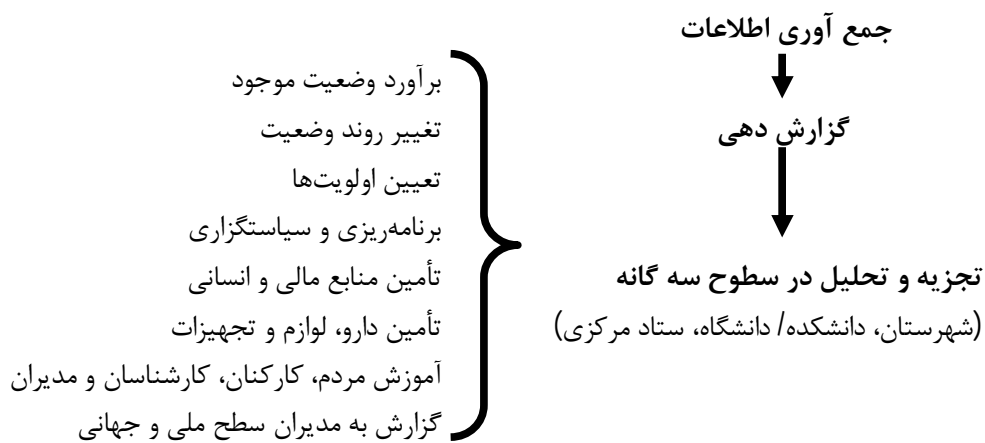 جمع آوری اطلاعات
گزارش دهی
تجزیه و تحلیل در سطوح سه گانه
(شهرستان، دانشکده/ دانشگاه، ستاد مرکزی)
برآورد وضعیت موجود
تغییر روند وضعیت
تعیین اولویت‌ها
برنامه‌ریزی و سیاستگزاری
تأمین منابع مالی و انسانی
تأمین دارو، لوازم و تجهیزات
آموزش مردم، کارکنان، کارشناسان و مدیران
گزارش به مدیران سطح ملی و جهانی